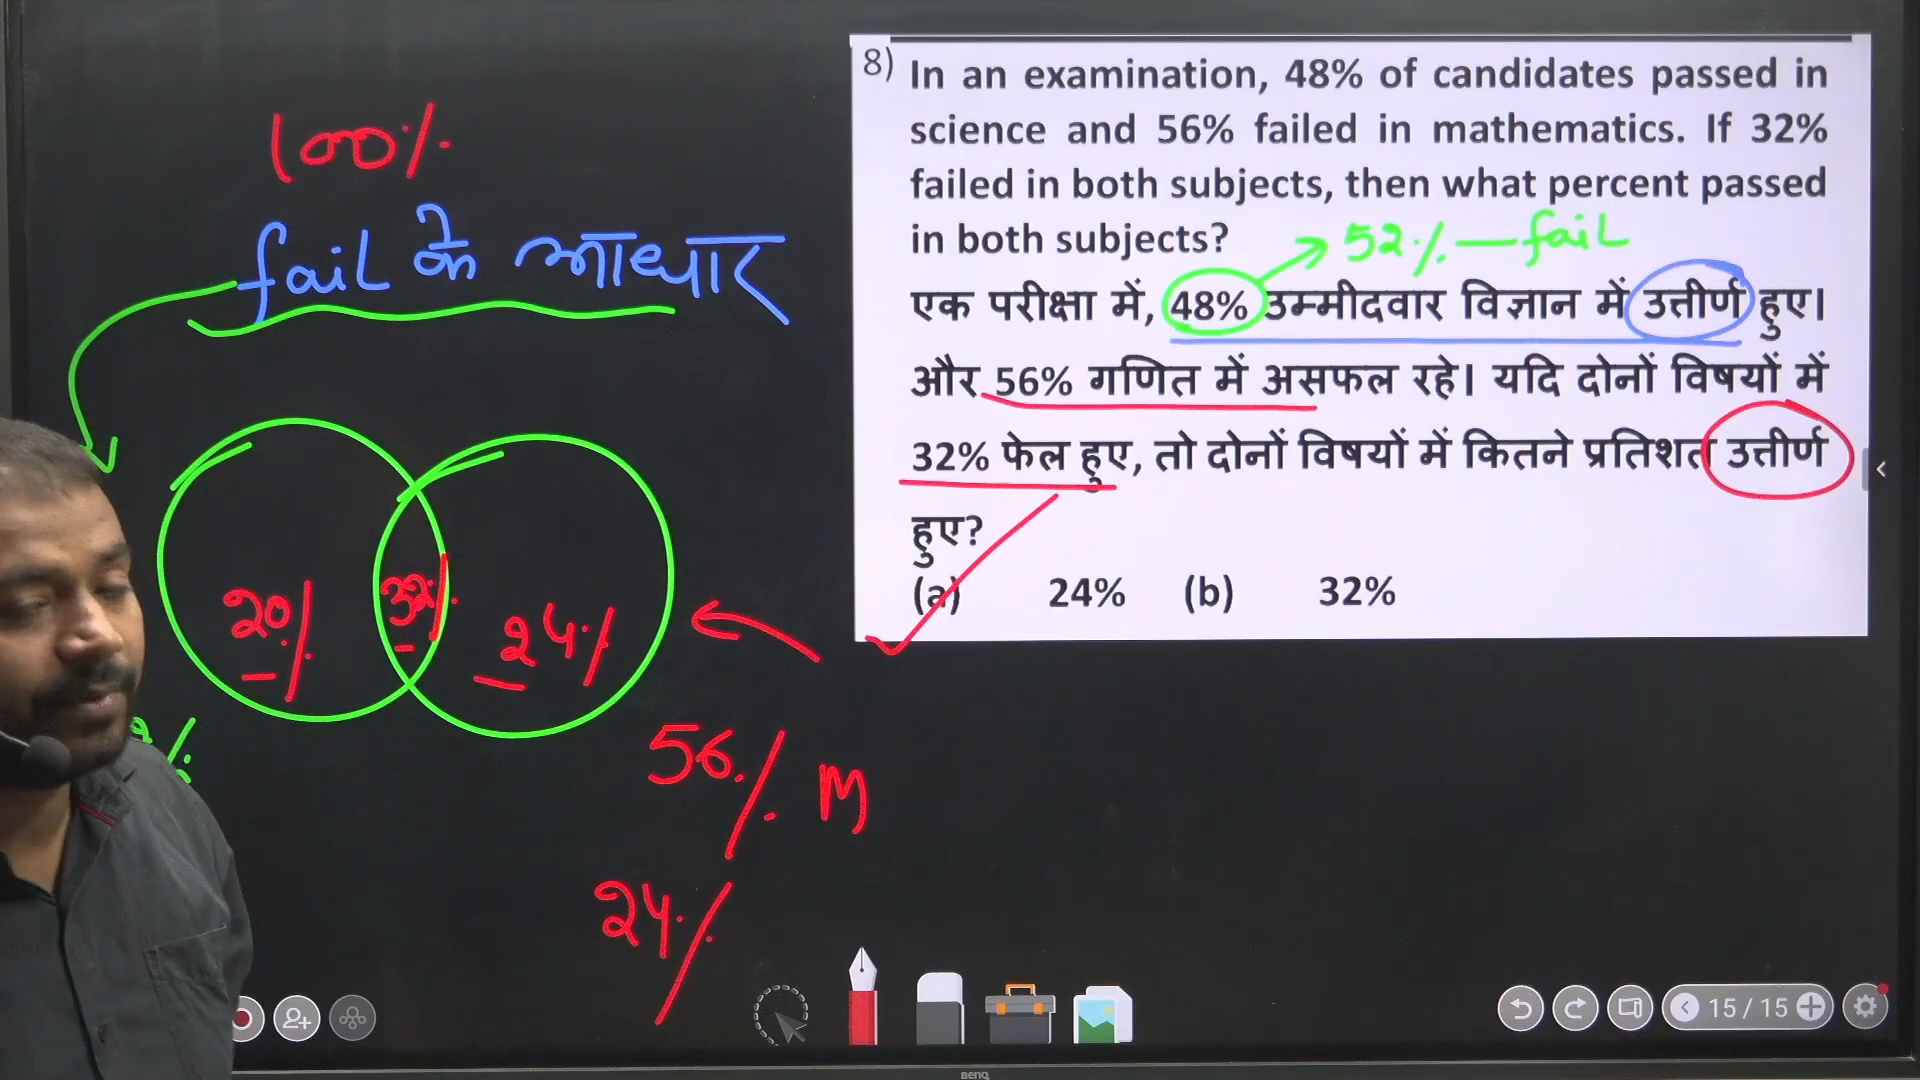 100%
fail के आधार
20%
32%
24%
56% M
24%
8) In an examination, 48% of candidates passed in
science and 56% failed in mathematics. If 32%
failed in both subjects, then what percent passed
in both subjects?
52% — fail
एक परीक्षा में, 48% उम्मीदवार विज्ञान में उत्तीर्ण हुए।
और 56% गणित में असफल रहे। यदि दोनों विषयों में
32% फेल हुए, तो दोनों विषयों में कितने प्रतिशत उत्तीर्ण
हुए?
(a) 24% (b) 32%
15 / 15
BENQ